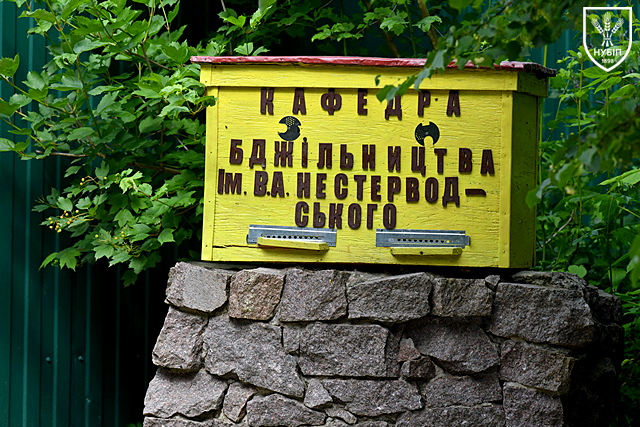 КАФЕДРА
БДЖІЛЬНИЦТВА
ІМ. В.А. НЕСТЕРВОД–
СЬКОГО
НУБІП
1898